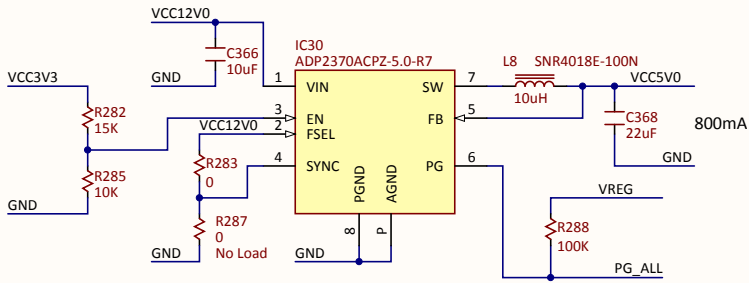 VCC12V0
IC30
ADP2370ACPZ-5.0-R7
C366
10uF
GND
VCC3V3
R282
15K
R285
10K
GND
VCC12V0
R283
0
R287
0
No Load
GND
1
VIN
3
EN
2
FSEL
4
SYNC
SW
7
FB
5
PG
6
PGND
8
AGND
P
GND
L8 SNR4018E-100N
10uH
VCC5V0
C368
22uF
800mA
GND
VREG
R288
100K
PG_ALL